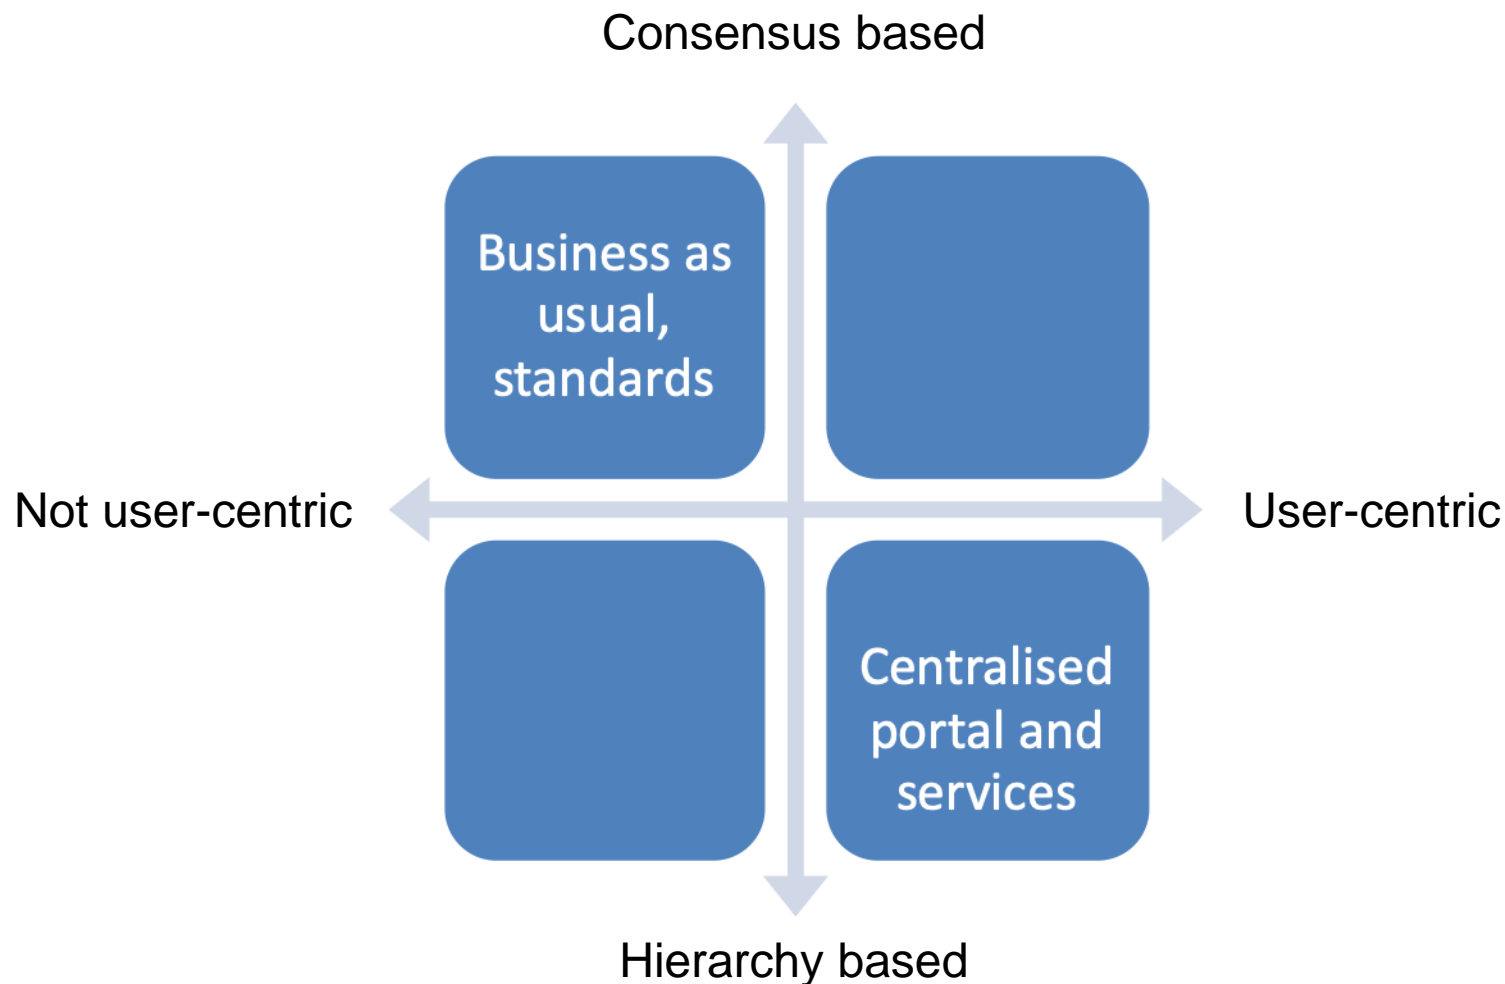 Consensus based
Business as
usual,
standards
Not user-centric
User-centric
Centralised
portal and
services
Hierarchy based